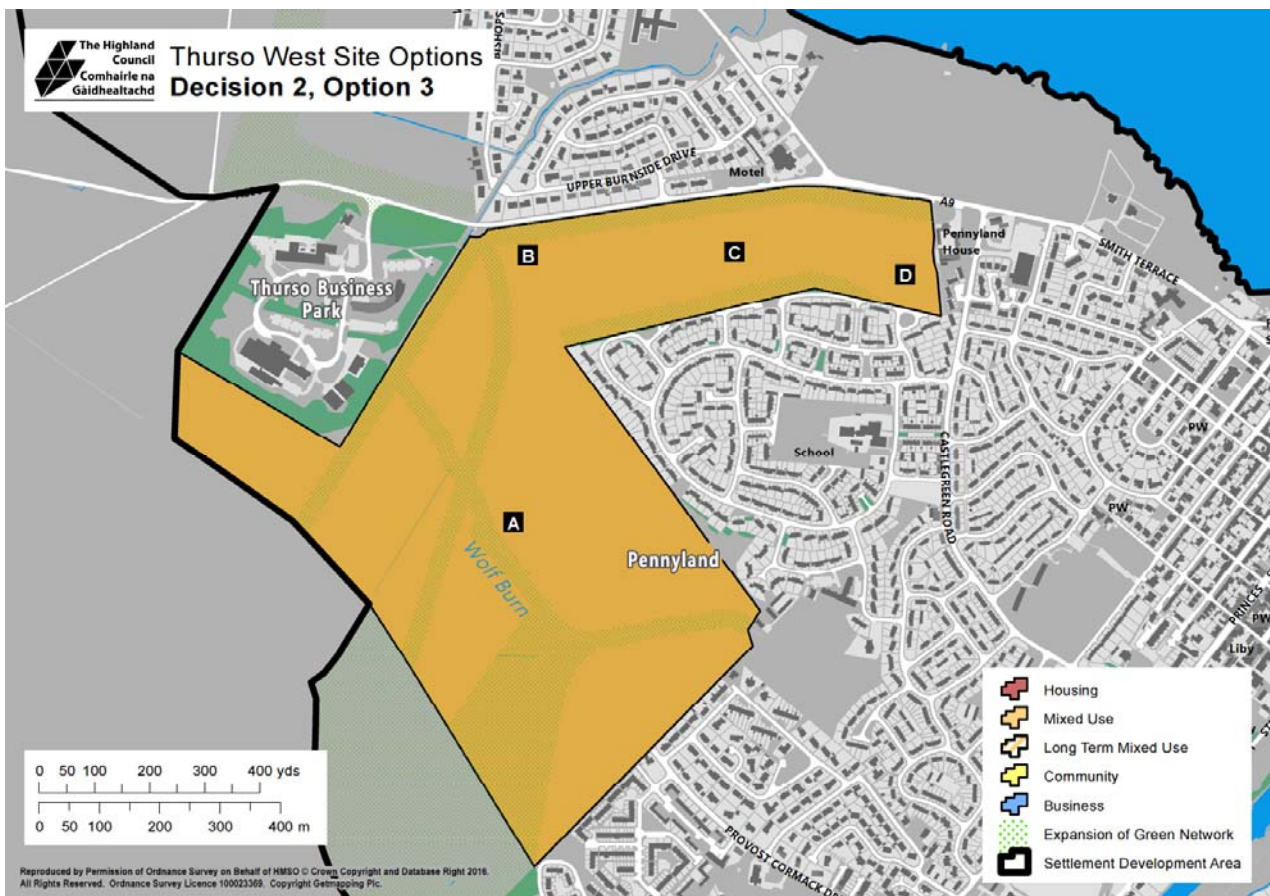 The Highland
Council
Comhairle na
Gàidhealtachd
Thurso West Site Options
Decision 2, Option 3
UPPER BURNSIDE DRIVE
Motel
B
C
D
A9
Pennyland
House
SMITH TERRACE
Thurso Business
Park
School
CASTLEGREEN ROAD
PW
PW
A
Wolf Burn
Pennyland
PRINCES
PW
Liby
PROVOST CORMACK DR
Housing
Mixed Use
Long Term Mixed Use
Community
Business
Expansion of Green Network
Settlement Development Area
0 50 100 200 300 400 yds
0 50 100 200 300 400 m
Reproduced by Permission of Ordnance Survey on Behalf of HMSO © Crown Copyright and Database Right 2016.
All Rights Reserved. Ordnance Survey Licence 100023369. Copyright Getmapping Plc.